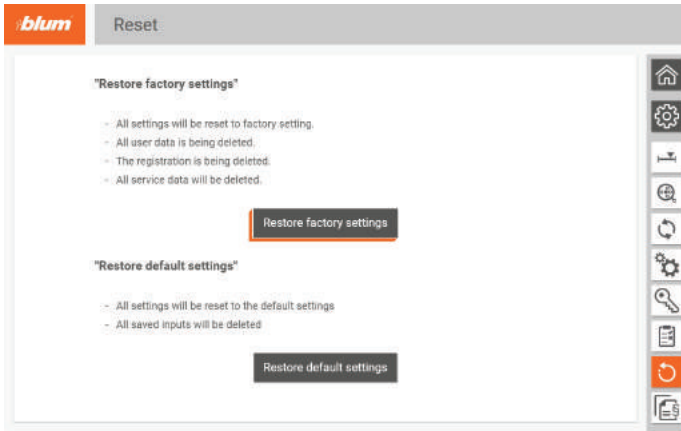 blum
Reset
"Restore factory settings"
- All settings will be reset to factory setting.
- All user data is being deleted.
- The registration is being deleted.
- All service data will be deleted.
Restore factory settings
"Restore default settings"
- All settings will be reset to the default settings
- All saved inputs will be deleted
Restore default settings
§